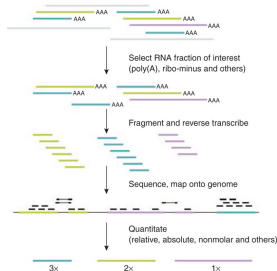 AAA
AAA
AAA
AAA
AAA
Select RNA fraction of interest
(poly(A), ribo-minus and others)
AAA
AAA
AAA
AAA
AAA
Fragment and reverse transcribe
Sequence, map onto genome
Quantitate
(relative, absolute, nonmolar and others)
3×
2×
1×